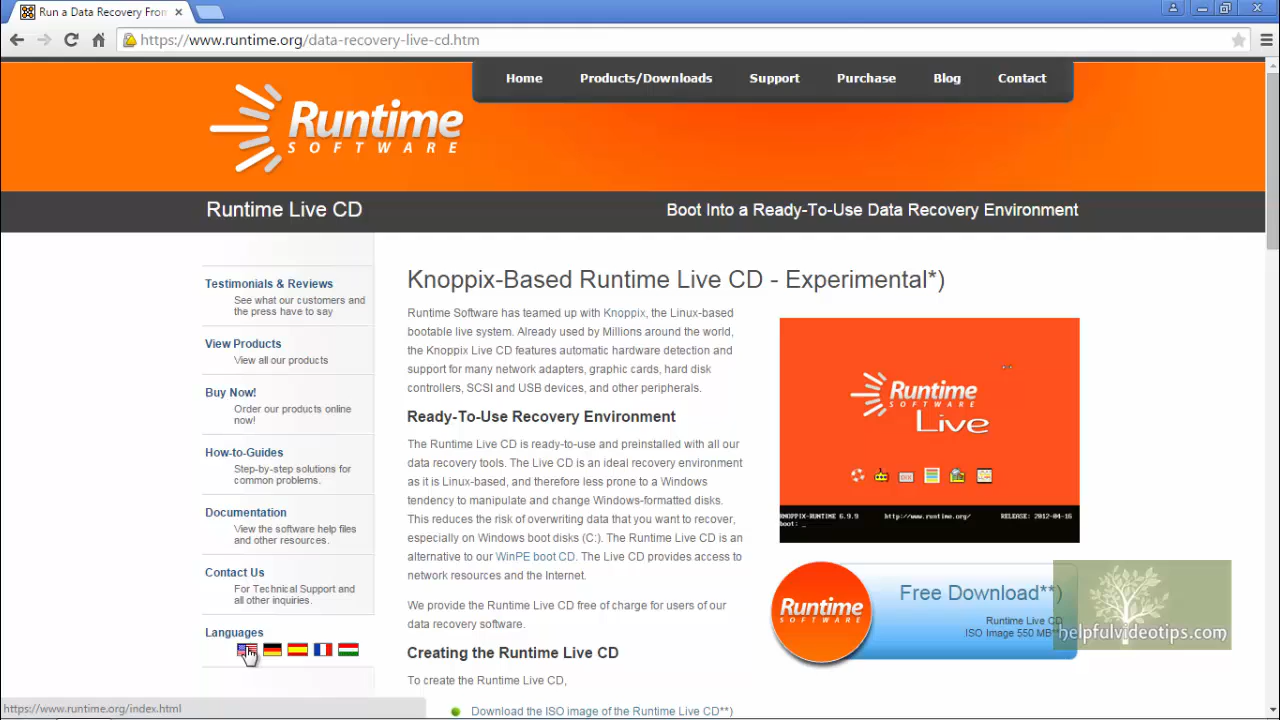 Run a Data Recovery From
https://www.runtime.org/data-recovery-live-cd.htm
Home Products/Downloads Support Purchase Blog Contact
Runtime
SOFTWARE
Runtime Live CD
Boot Into a Ready-To-Use Data Recovery Environment
Testimonials & Reviews
See what our customers and
the press have to say
View Products
View all our products
Buy Now!
Order our products online
now!
How-to-Guides
Step-by-step solutions for
common problems.
Documentation
View the software help files
and other resources.
Contact Us
For Technical Support and
all other inquiries.
Languages
Knoppix-Based Runtime Live CD - Experimental*)
Runtime Software has teamed up with Knoppix, the Linux-based
bootable live system. Already used by Millions around the world,
the Knoppix Live CD features automatic hardware detection and
support for many network adapters, graphic cards, hard disk
controllers, SCSI and USB devices, and other peripherals.
Ready-To-Use Recovery Environment
The Runtime Live CD is ready-to-use and preinstalled with all our
data recovery tools. The Live CD is an ideal recovery environment
as it is Linux-based, and therefore less prone to a Windows
tendency to manipulate and change Windows-formatted disks.
This reduces the risk of overwriting data that you want to recover,
especially on Windows boot disks (C:). The Runtime Live CD is an
alternative to our WinPE boot CD. The Live CD provides access to
network resources and the Internet.
We provide the Runtime Live CD free of charge for users of our
data recovery software.
Creating the Runtime Live CD
To create the Runtime Live CD,
Download the ISO image of the Runtime Live CD**)
Runtime
SOFTWARE
Live
KNOPPIX-RUNTIME 6.9.9 http://www.runtime.org/ RELEASE: 2012-04-16
boot: _
Runtime
SOFTWARE
Free Download**)
Runtime Live CD
ISO Image 550 MB
helpfulvideotips.com
https://www.runtime.org/index.html